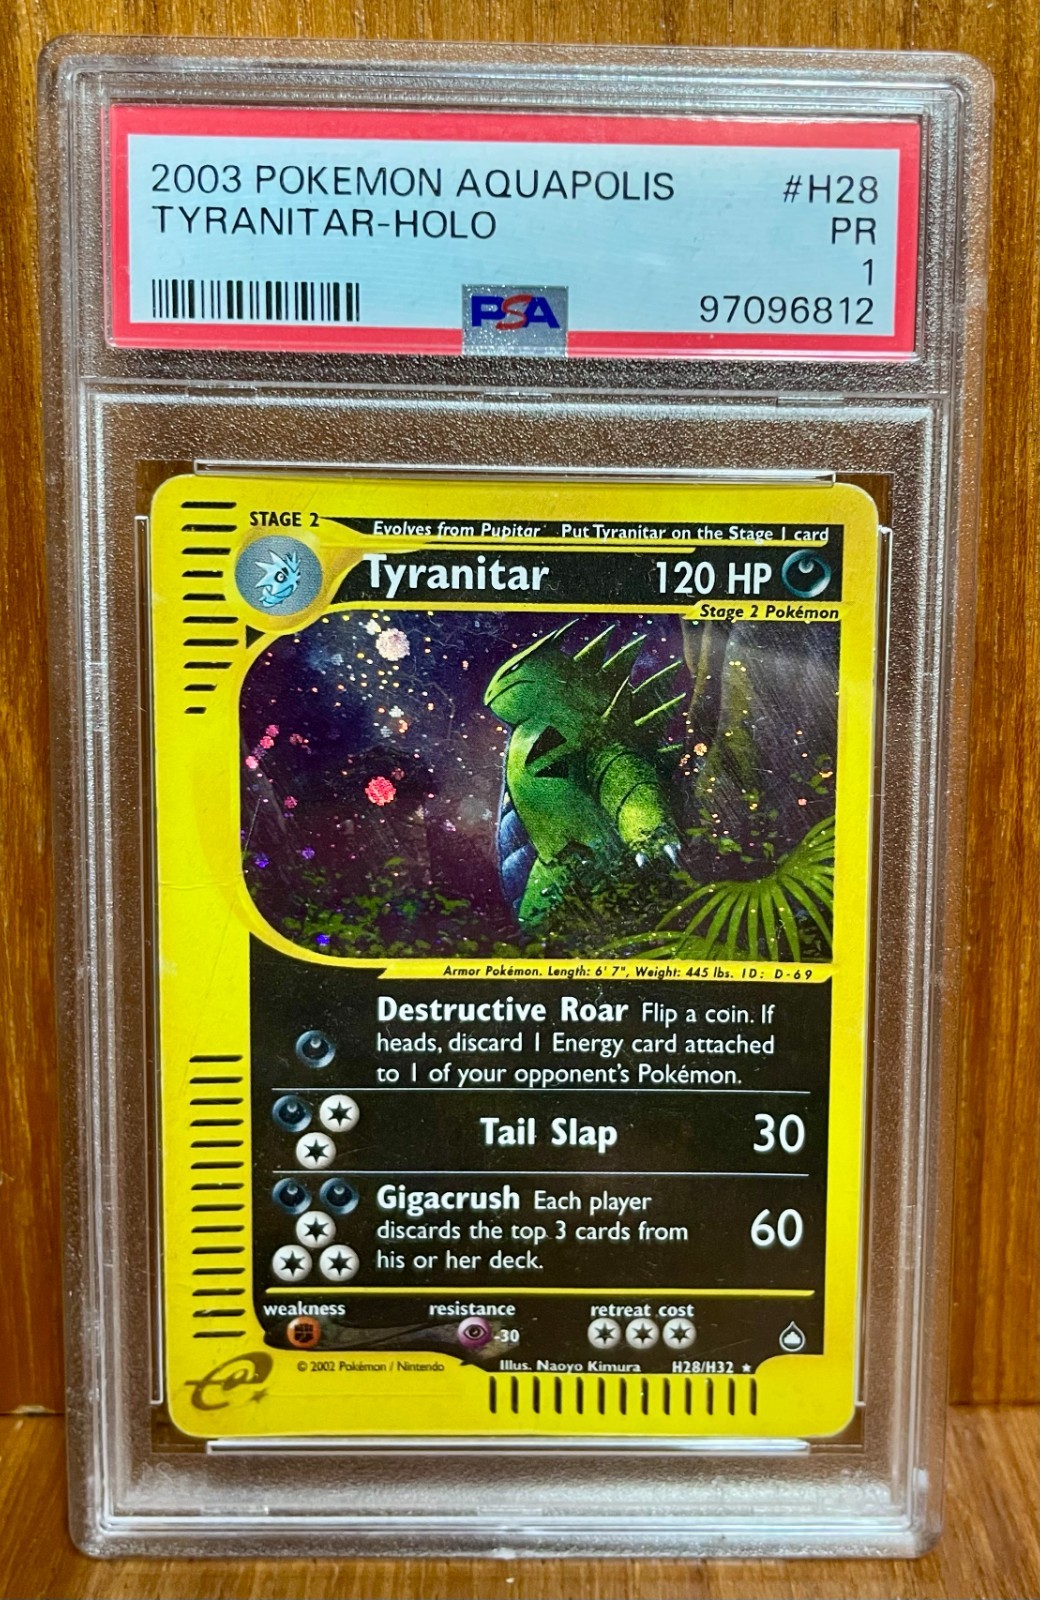 2003 POKEMON AQUAPOLIS #H28
TYRANITAR-HOLO PR
1
PSA 97096812
STAGE 2
Evolves from Pupitar Put Tyranitar on the Stage 1 card
Tyranitar 120 HP
Stage 2 Pokémon
Armor Pokémon. Length: 6' 7", Weight: 445 lbs. ID: D-69
Destructive Roar Flip a coin. If
heads, discard 1 Energy card attached
to 1 of your opponent's Pokémon.
Tail Slap 30
Gigacrush Each player
discards the top 3 cards from
his or her deck.
60
weakness resistance retreat cost
-30
© 2002 Pokémon / Nintendo Illus. Naoyo Kimura H28/H32 ★
e